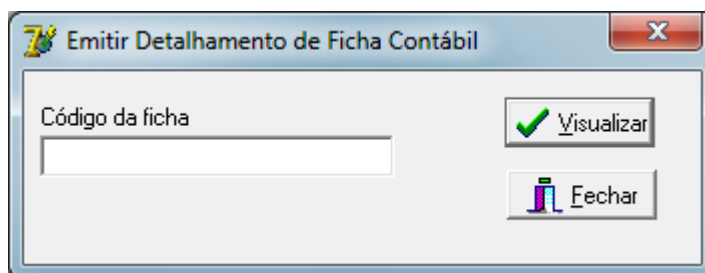 Emitir Detalhamento de Ficha Contábil
Código da ficha
Visualizar
Fechar